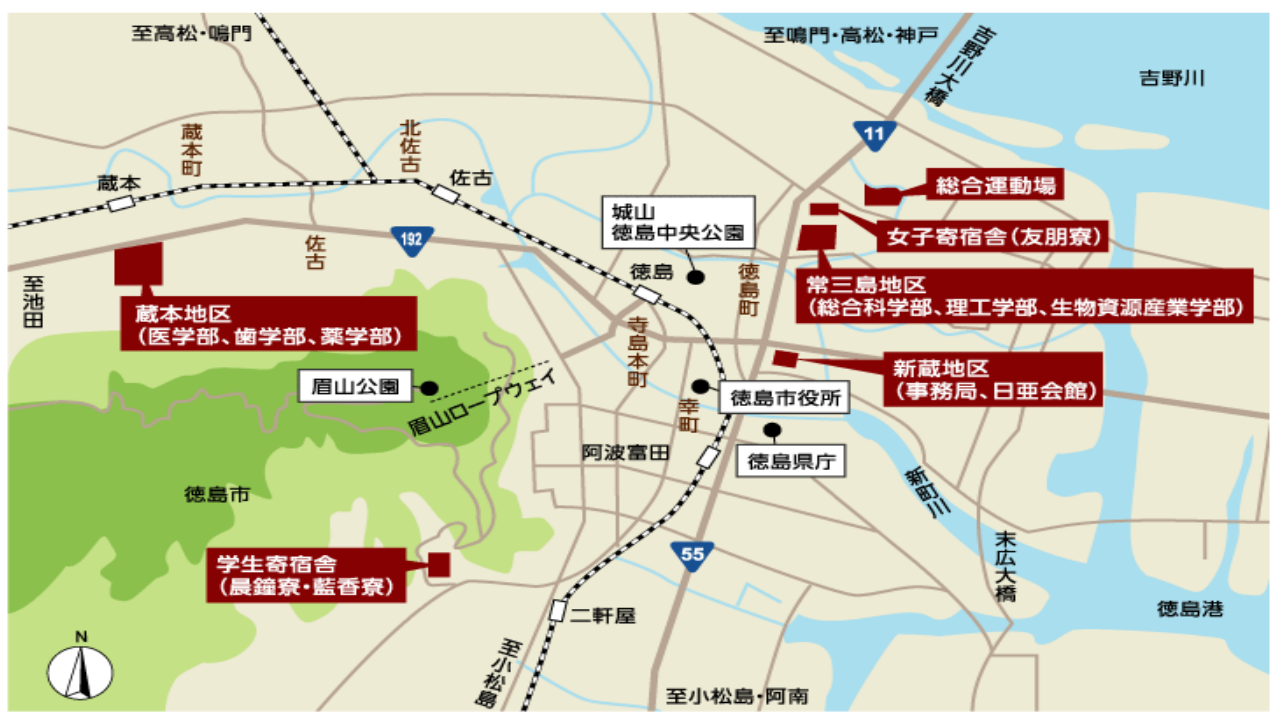 至高松・鳴門
至鳴門・高松・神戸
吉野川大橋
吉野川
11
蔵本町
北佐古
蔵本
佐古
総合運動場
女子寄宿舎(友朋寮)
城山
徳島中央公園
192
佐古
徳島
徳島町
常三島地区
(総合科学部、理工学部、生物資源産業学部)
至池田
蔵本地区
(医学部、歯学部、薬学部)
寺島本町
新蔵地区
(事務局、日亜会館)
眉山公園
眉山ロープウェイ
幸町
徳島市役所
阿波富田
徳島県庁
徳島市
新町川
末広大橋
55
学生寄宿舎
(晨鐘寮・藍香寮)
二軒屋
徳島港
N
至小松島
至小松島・阿南